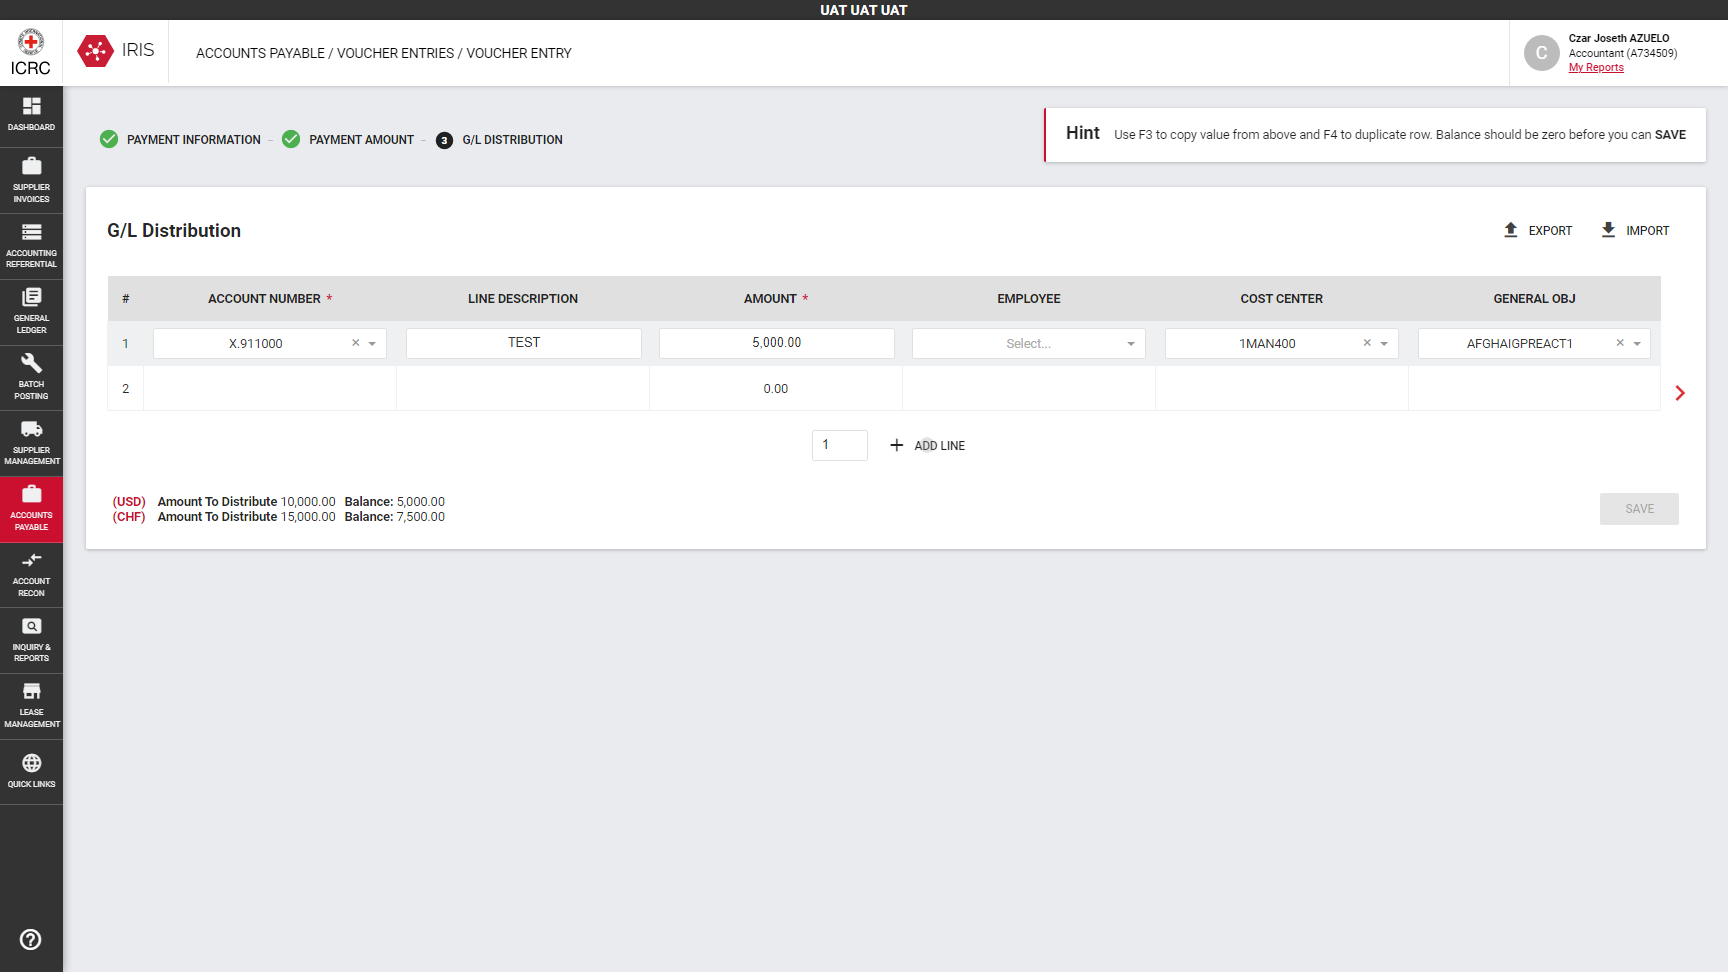 UAT UAT UAT
ICRC
IRIS
ACCOUNTS PAYABLE / VOUCHER ENTRIES / VOUCHER ENTRY
C
Czar Joseth AZUELO
Accountant (A734509)
My Reports
DASHBOARD
SUPPLIER
INVOICES
ACCOUNTING
REFERENTIAL
GENERAL
LEDGER
BATCH
POSTING
SUPPLIER
MANAGEMENT
ACCOUNTS
PAYABLE
ACCOUNT
RECON
INQUIRY &
REPORTS
LEASE
MANAGEMENT
QUICK LINKS
PAYMENT INFORMATION – PAYMENT AMOUNT – 3 G/L DISTRIBUTION
Hint Use F3 to copy value from above and F4 to duplicate row. Balance should be zero before you can SAVE
G/L Distribution
EXPORT IMPORT
# ACCOUNT NUMBER * LINE DESCRIPTION AMOUNT * EMPLOYEE COST CENTER GENERAL OBJ
1 X.911000 TEST 5,000.00 Select... 1MAN400 AFGHAIGPREACT1
2 0.00
1 ADD LINE
(USD) Amount To Distribute 10,000.00 Balance: 5,000.00
(CHF) Amount To Distribute 15,000.00 Balance: 7,500.00
SAVE